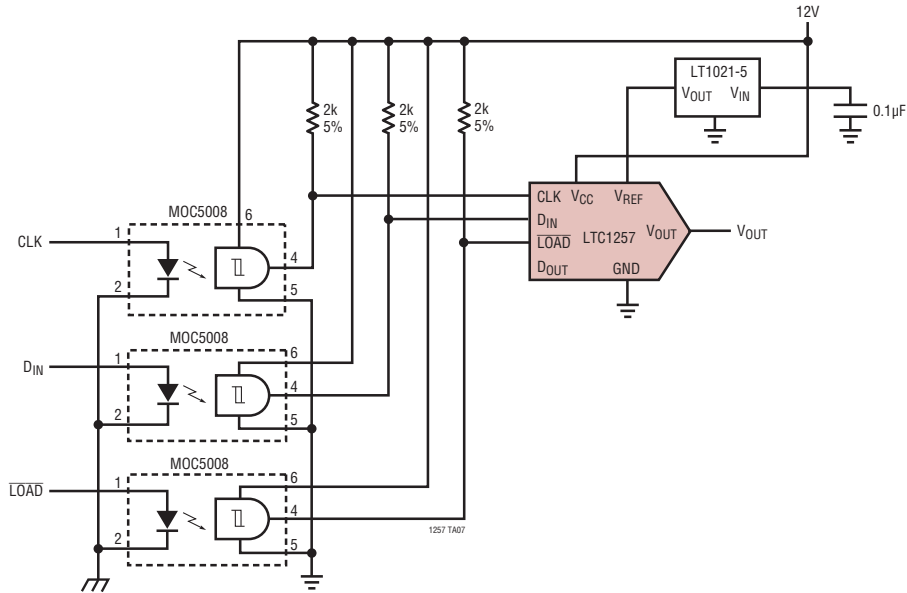 12V
LT1021-5
VOUT VIN
0.1µF
2k
5%
2k
5%
2k
5%
CLK VCC VREF
DIN
LOAD
LTC1257
VOUT
VOUT
DOUT
GND
MOC5008
6
CLK
1
4
2
5
MOC5008
DIN
1
6
4
2
5
MOC5008
LOAD
1
6
4
2
5
1257 TA07